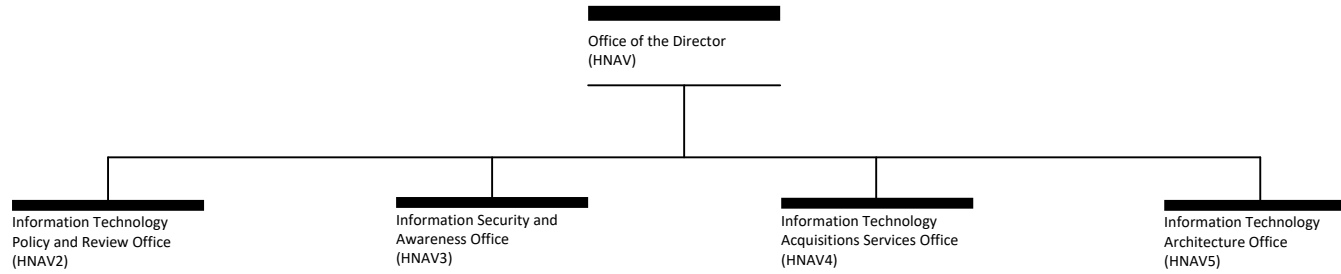 Office of the Director
(HNAV)
Information Technology
Policy and Review Office
(HNAV2)
Information Security and
Awareness Office
(HNAV3)
Information Technology
Acquisitions Services Office
(HNAV4)
Information Technology
Architecture Office
(HNAV5)